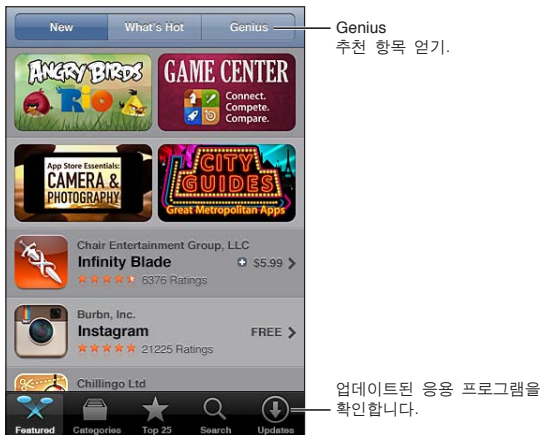 New
What's Hot
Genius
Genius
추천 항목 얻기.
ANGRY BIRDS
RIO
GAME CENTER
Connect.
Compete.
Compare.
App Store Essentials:
CAMERA &
PHOTOGRAPHY
CITY
GUIDES
Great Metropolitan Apps
Chair Entertainment Group, LLC
Infinity Blade
$5.99
6376 Ratings
Burbn, Inc.
Instagram
FREE
21225 Ratings
Chillingo Ltd
업데이트된 응용 프로그램을
확인합니다.
Featured
Categories
Top 25
Search
Updates